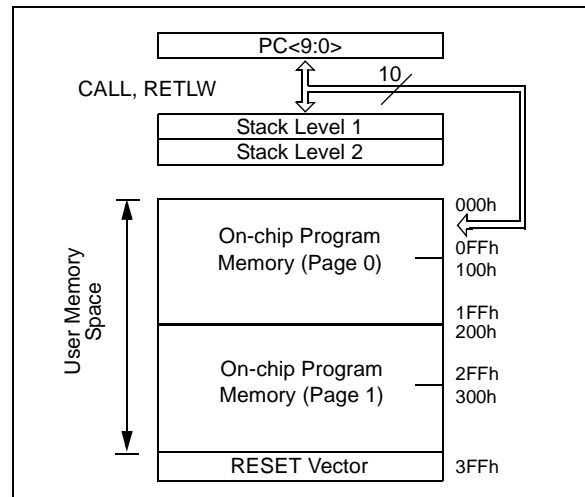 PC<9:0>
10
CALL, RETLW
Stack Level 1
Stack Level 2
User Memory
Space
000h
On-chip Program
Memory (Page 0)
0FFh
100h
1FFh
200h
On-chip Program
Memory (Page 1)
2FFh
300h
RESET Vector
3FFh